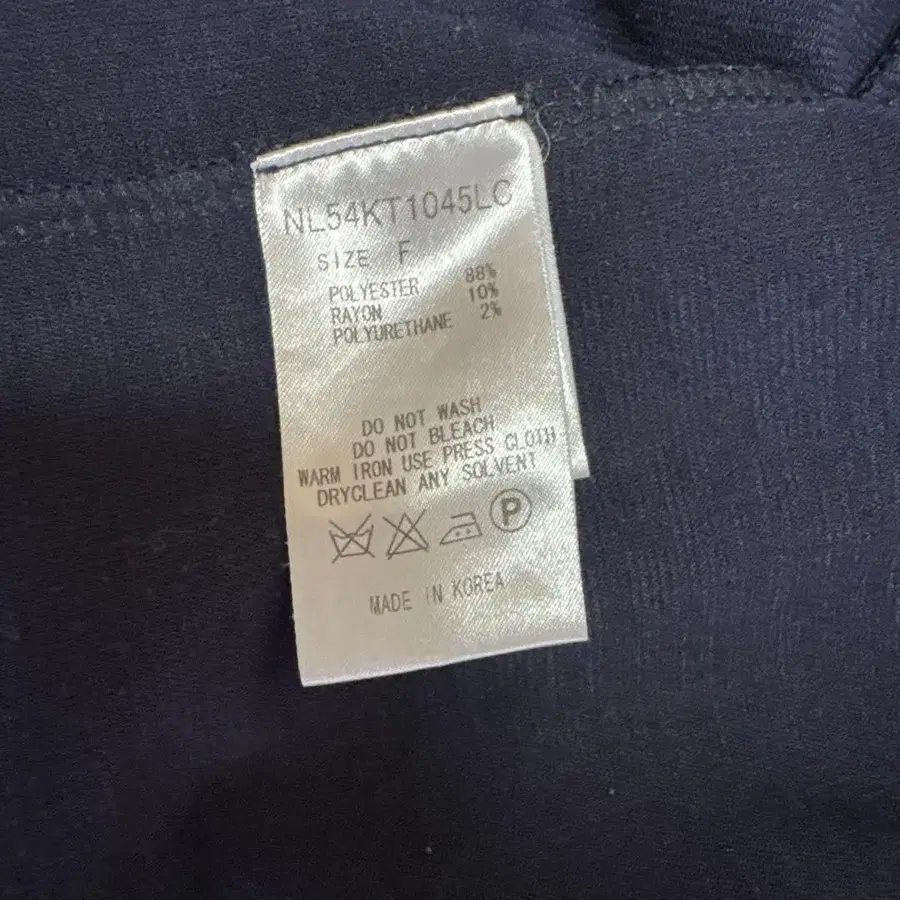 NL54KT1045LC
SIZE F
POLYESTER 88%
RAYON 10%
POLYURETHANE 2%
DO NOT WASH
DO NOT BLEACH
WARM IRON USE PRESS CLOTH
DRYCLEAN ANY SOLVENT
P
MADE IN KOREA